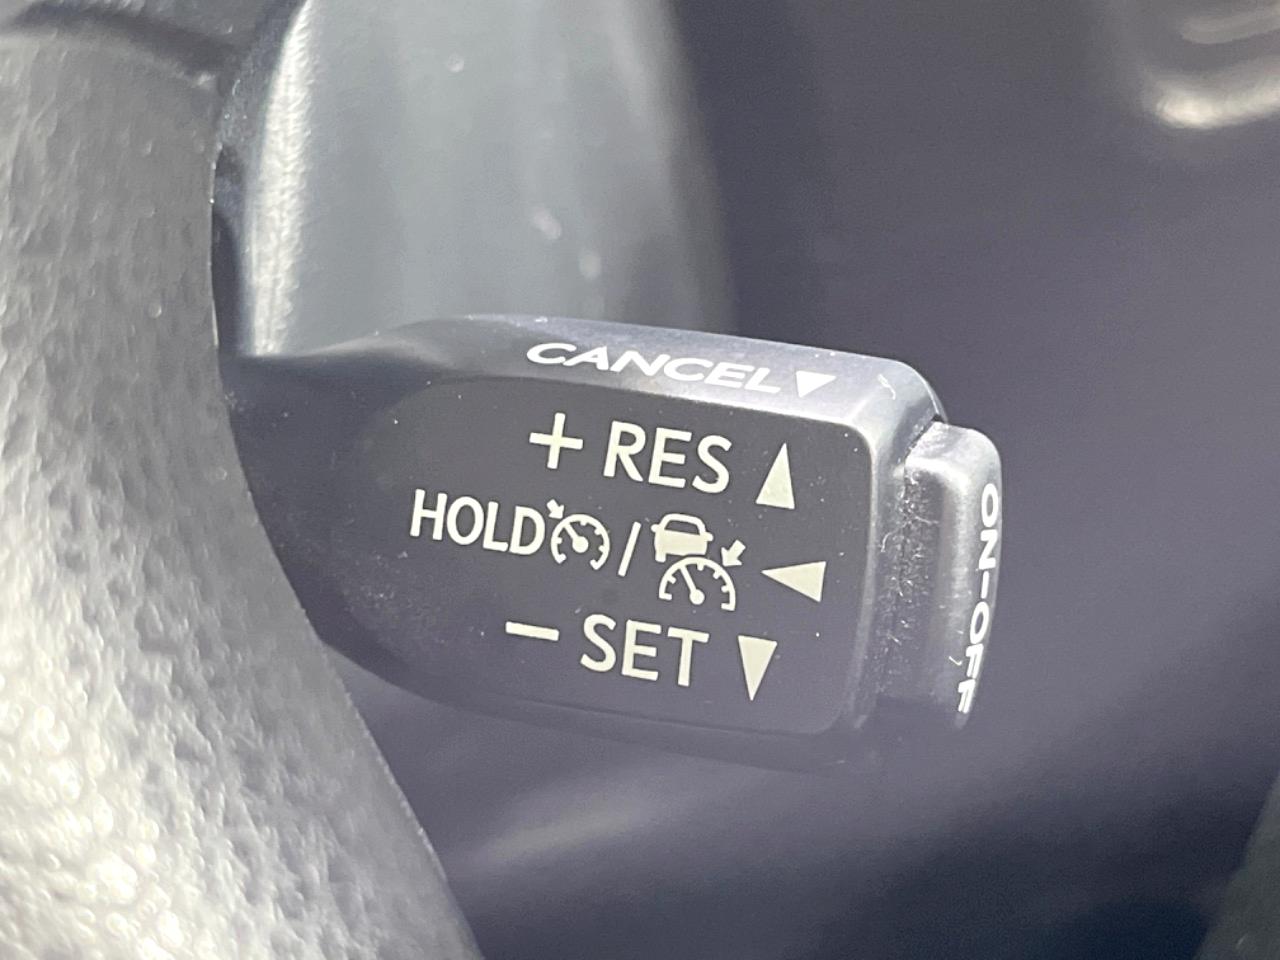 CANCEL▼
+ RES ▲
HOLD / ◀
− SET ▼
ON-OFF